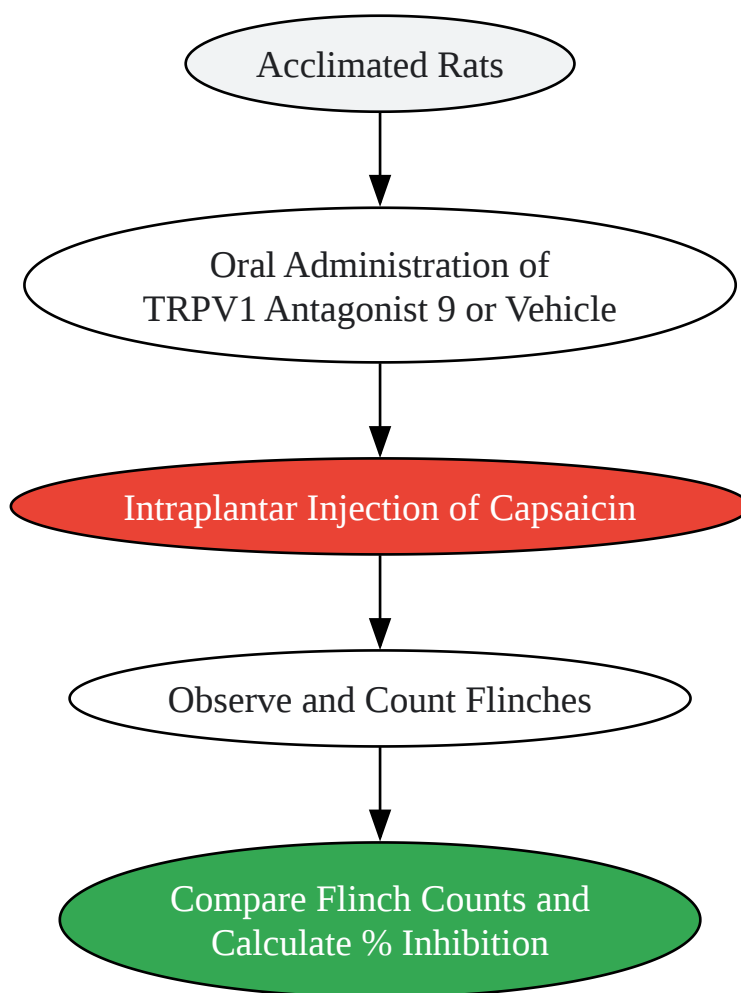 Acclimated Rats
Oral Administration of
TRPV1 Antagonist 9 or Vehicle
Intraplantar Injection of Capsaicin
Observe and Count Flinches
Compare Flinch Counts and
Calculate % Inhibition